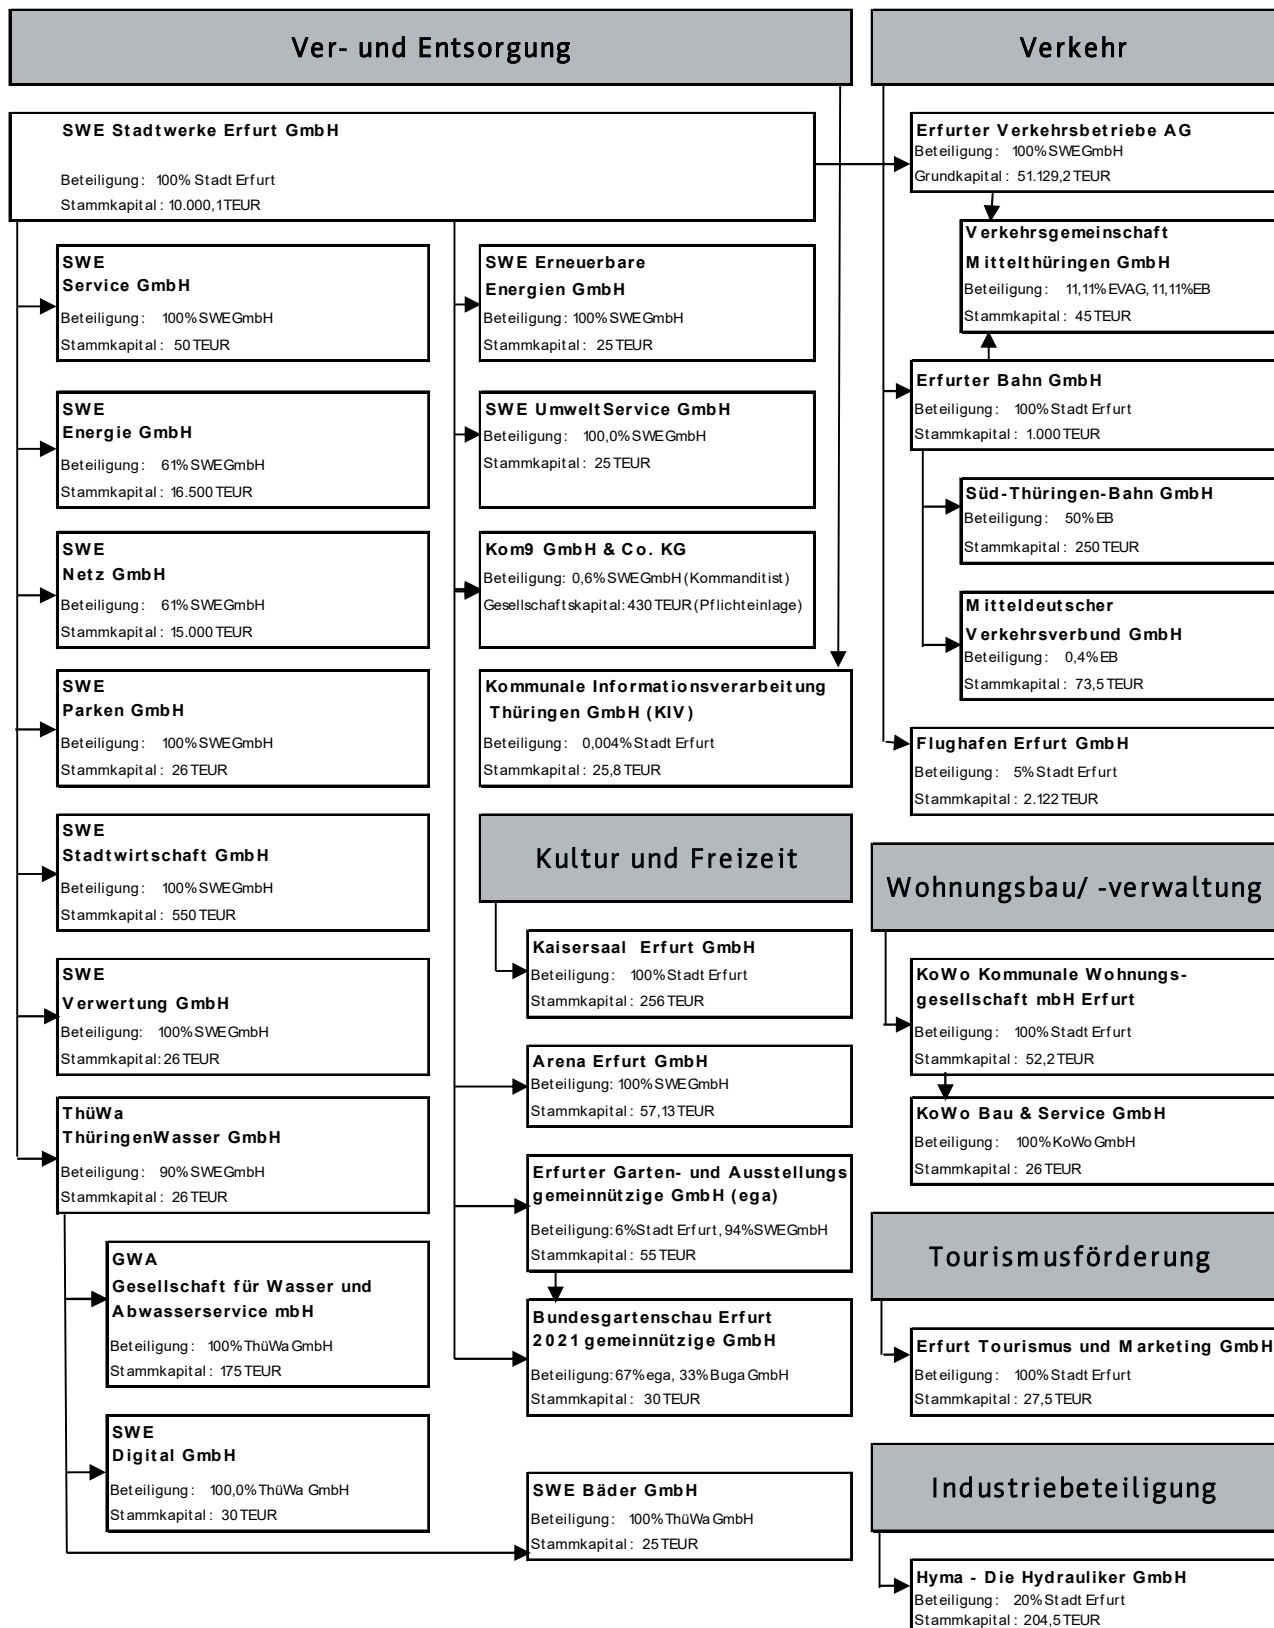 Ver- und Entsorgung
SWE Stadtwerke Erfurt GmbH
Beteiligung: 100% Stadt Erfurt
Stammkapital: 10.000,1 TEUR
SWE
Service GmbH
Beteiligung: 100% SWE GmbH
Stammkapital: 50 TEUR
SWE
Energie GmbH
Beteiligung: 61% SWE GmbH
Stammkapital: 16.500 TEUR
SWE
Netz GmbH
Beteiligung: 61% SWE GmbH
Stammkapital: 15.000 TEUR
SWE
Parken GmbH
Beteiligung: 100% SWE GmbH
Stammkapital: 26 TEUR
SWE
Stadtwirtschaft GmbH
Beteiligung: 100% SWE GmbH
Stammkapital: 550 TEUR
SWE
Verwertung GmbH
Beteiligung: 100% SWE GmbH
Stammkapital: 26 TEUR
ThüWa
ThüringenWasser GmbH
Beteiligung: 90% SWE GmbH
Stammkapital: 26 TEUR
GWA
Gesellschaft für Wasser und
Abwasserservice mbH
Beteiligung: 100% ThüWa GmbH
Stammkapital: 175 TEUR
SWE
Digital GmbH
Beteiligung: 100,0% ThüWa GmbH
Stammkapital: 30 TEUR
SWE Erneuerbare
Energien GmbH
Beteiligung: 100% SWE GmbH
Stammkapital: 25 TEUR
SWE UmweltService GmbH
Beteiligung: 100,0% SWE GmbH
Stammkapital: 25 TEUR
Kom9 GmbH & Co. KG
Beteiligung: 0,6% SWE GmbH (Kommanditist)
Gesellschaftskapital: 430 TEUR (Pflichteinlage)
Kommunale Informationsverarbeitung
Thüringen GmbH (KIV)
Beteiligung: 0,004% Stadt Erfurt
Stammkapital: 25,8 TEUR
Kultur und Freizeit
Kaisersaal Erfurt GmbH
Beteiligung: 100% Stadt Erfurt
Stammkapital: 256 TEUR
Arena Erfurt GmbH
Beteiligung: 100% SWE GmbH
Stammkapital: 57,13 TEUR
Erfurter Garten- und Ausstellungs
gemeinnützige GmbH (ega)
Beteiligung: 6% Stadt Erfurt, 94% SWE GmbH
Stammkapital: 55 TEUR
Bundesgartenschau Erfurt
2021 gemeinnützige GmbH
Beteiligung: 67% ega, 33% Buga GmbH
Stammkapital: 30 TEUR
SWE Bäder GmbH
Beteiligung: 100% ThüWa GmbH
Stammkapital: 25 TEUR
Verkehr
Erfurter Verkehrsbetriebe AG
Beteiligung: 100% SWE GmbH
Grundkapital: 51.129,2 TEUR
Verkehrsgemeinschaft
Mittelthüringen GmbH
Beteiligung: 11,11% EVAG, 11,11% EB
Stammkapital: 45 TEUR
Erfurter Bahn GmbH
Beteiligung: 100% Stadt Erfurt
Stammkapital: 1.000 TEUR
Süd-Thüringen-Bahn GmbH
Beteiligung: 50% EB
Stammkapital: 250 TEUR
Mitteldeutscher
Verkehrsverbund GmbH
Beteiligung: 0,4% EB
Stammkapital: 73,5 TEUR
Flughafen Erfurt GmbH
Beteiligung: 5% Stadt Erfurt
Stammkapital: 2.122 TEUR
Wohnungsbau/ -verwaltung
KoWo Kommunale Wohnungs-
gesellschaft mbH Erfurt
Beteiligung: 100% Stadt Erfurt
Stammkapital: 52,2 TEUR
KoWo Bau & Service GmbH
Beteiligung: 100% KoWo GmbH
Stammkapital: 26 TEUR
Tourismusförderung
Erfurt Tourismus und Marketing GmbH
Beteiligung: 100% Stadt Erfurt
Stammkapital: 27,5 TEUR
Industriebeteiligung
Hyma - Die Hydrauliker GmbH
Beteiligung: 20% Stadt Erfurt
Stammkapital: 204,5 TEUR